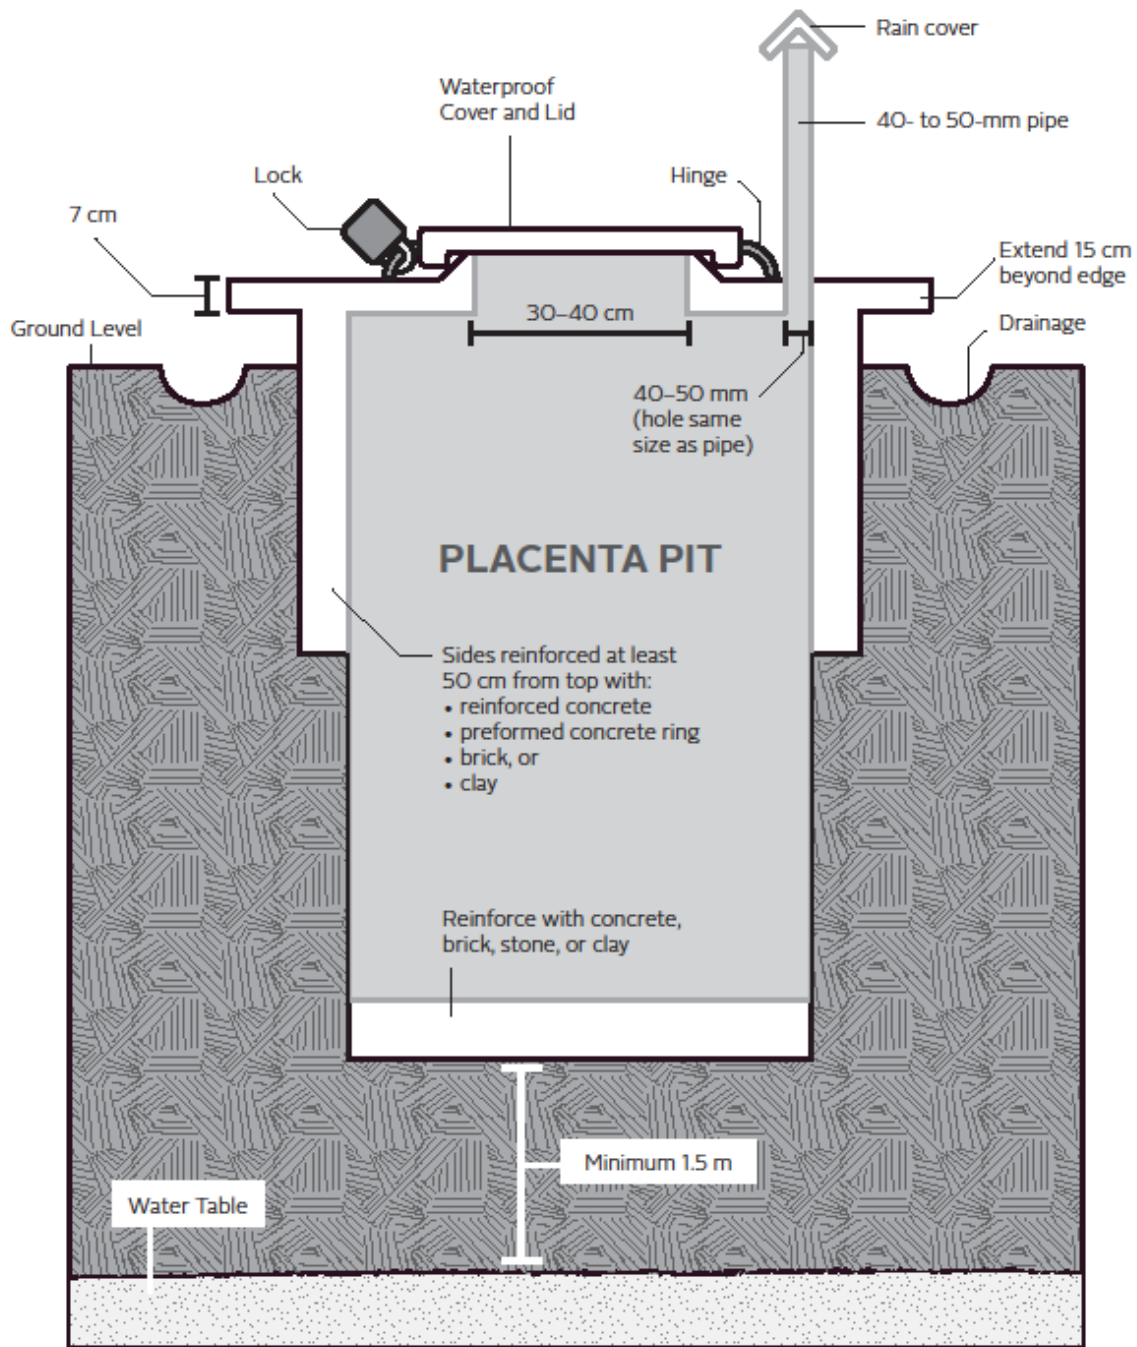 Rain cover
Waterproof
Cover and Lid
40- to 50-mm pipe
Lock
Hinge
7 cm
Extend 15 cm
beyond edge
30–40 cm
Ground Level
Drainage
40–50 mm
(hole same
size as pipe)
PLACENTA PIT
Sides reinforced at least
50 cm from top with:
• reinforced concrete
• preformed concrete ring
• brick, or
• clay
Reinforce with concrete,
brick, stone, or clay
Minimum 1.5 m
Water Table